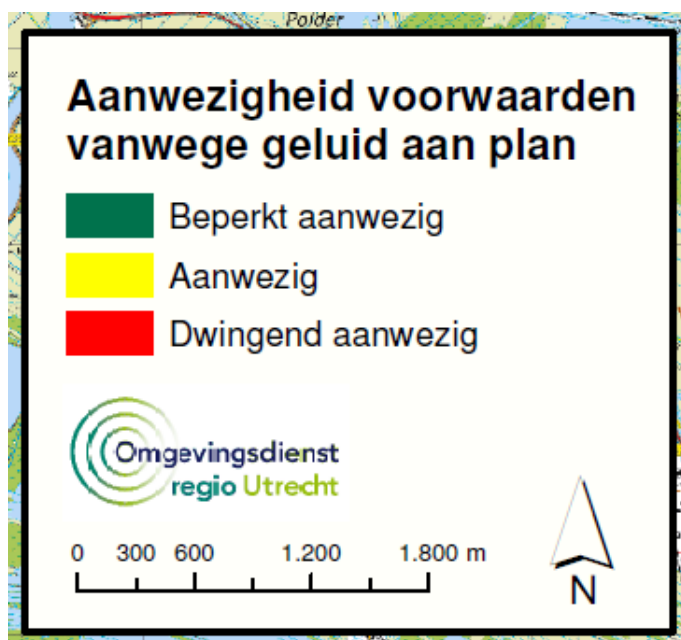 Polder
Aanwezigheid voorwaarden
vanwege geluid aan plan
Beperkt aanwezig
Aanwezig
Dwingend aanwezig
Omgevingsdienst
regio Utrecht
0 300 600 1.200 1.800 m
N